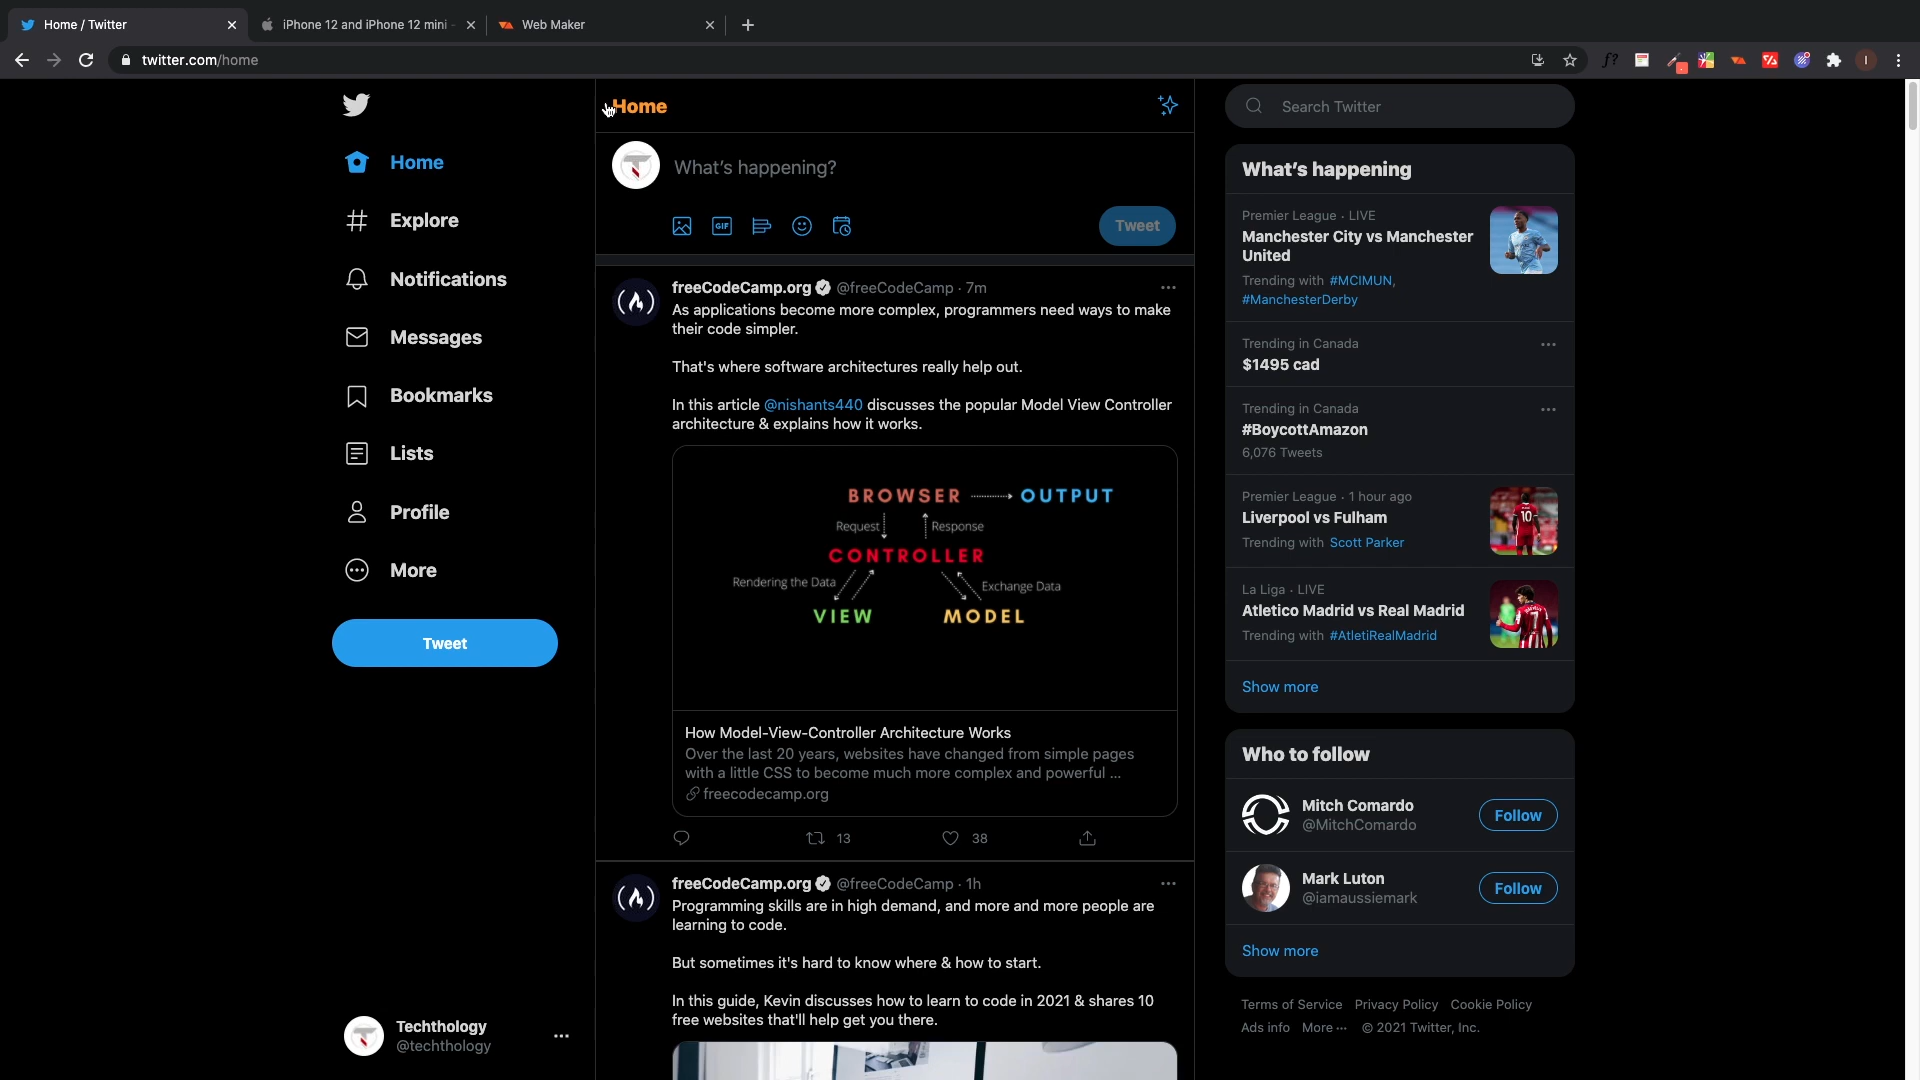 Home / Twitter
iPhone 12 and iPhone 12 mini -
Web Maker
twitter.com/home
Home
Explore
Notifications
Messages
Bookmarks
Lists
Profile
More
Tweet
Techthology
@techthology
Home
What's happening?
GIF
Tweet
freeCodeCamp.org @freeCodeCamp · 7m
As applications become more complex, programmers need ways to make
their code simpler.
That's where software architectures really help out.
In this article @nishants440 discusses the popular Model View Controller
architecture & explains how it works.
BROWSER OUTPUT
Request Response
CONTROLLER
Rendering the Data Exchange Data
VIEW MODEL
How Model-View-Controller Architecture Works
Over the last 20 years, websites have changed from simple pages
with a little CSS to become much more complex and powerful ...
freecodecamp.org
13 38
freeCodeCamp.org @freeCodeCamp · 1h
Programming skills are in high demand, and more and more people are
learning to code.
But sometimes it's hard to know where & how to start.
In this guide, Kevin discusses how to learn to code in 2021 & shares 10
free websites that'll help get you there.
Search Twitter
What's happening
Premier League · LIVE
Manchester City vs Manchester
United
Trending with #MCIMUN,
#ManchesterDerby
Trending in Canada
$1495 cad
Trending in Canada
#BoycottAmazon
6,076 Tweets
Premier League · 1 hour ago
Liverpool vs Fulham
Trending with Scott Parker
La Liga · LIVE
Atletico Madrid vs Real Madrid
Trending with #AtletiRealMadrid
Show more
Who to follow
Mitch Comardo
@MitchComardo
Follow
Mark Luton
@iamaussiemark
Follow
Show more
Terms of Service Privacy Policy Cookie Policy
Ads info More ··· © 2021 Twitter, Inc.